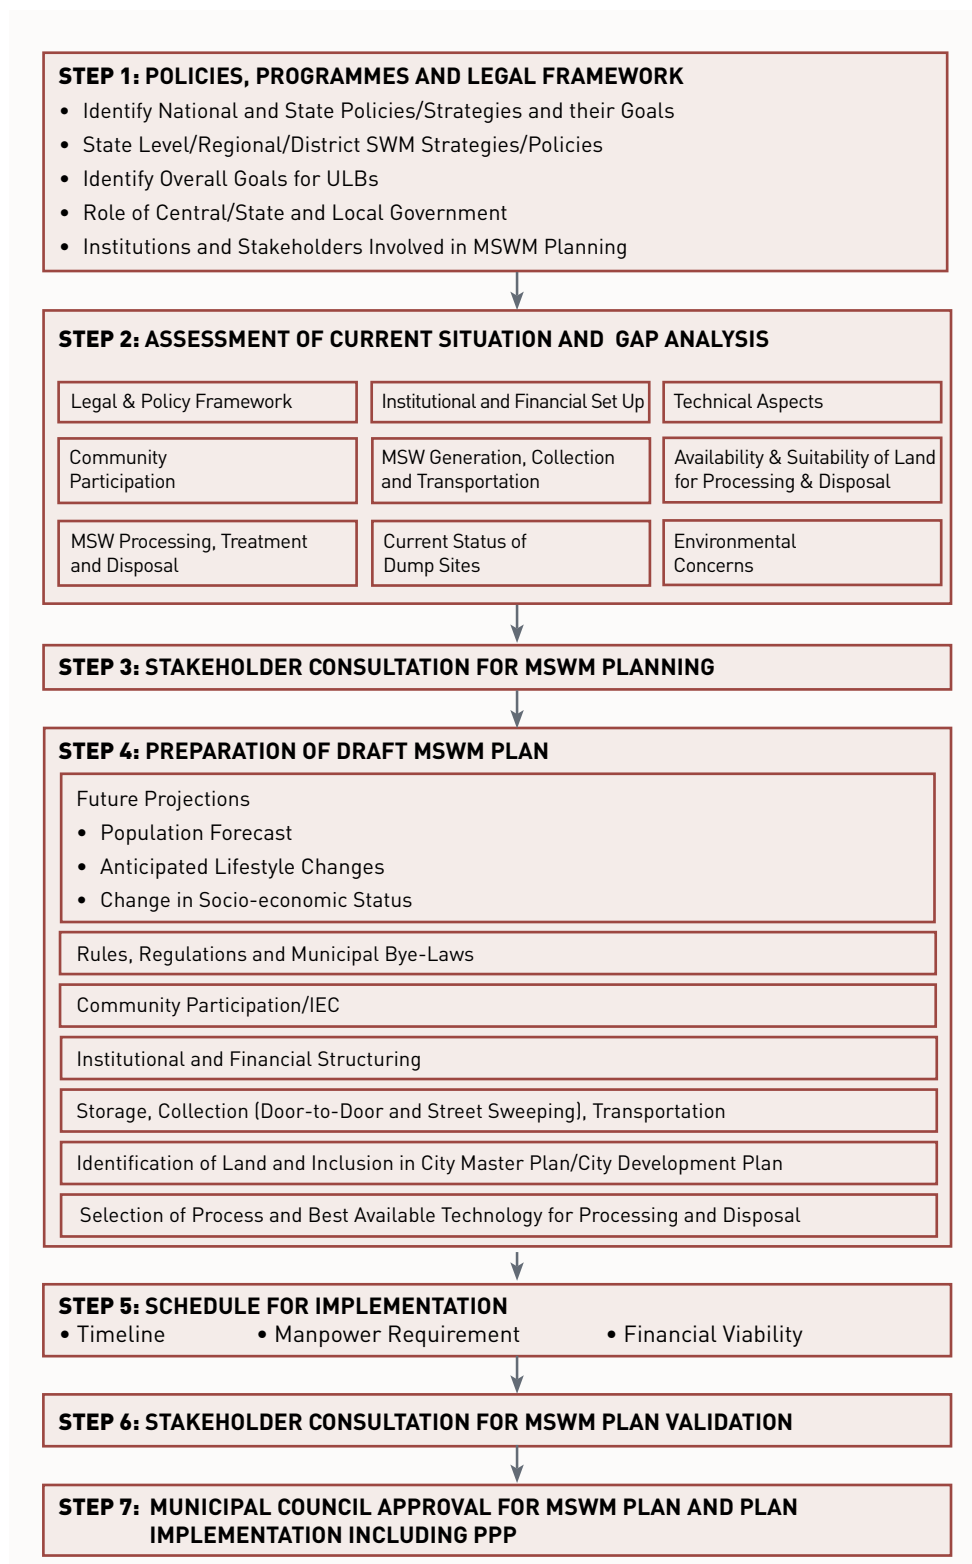 STEP 1: POLICIES, PROGRAMMES AND LEGAL FRAMEWORK
• Identify National and State Policies/Strategies and their Goals
• State Level/Regional/District SWM Strategies/Policies
• Identify Overall Goals for ULBs
• Role of Central/State and Local Government
• Institutions and Stakeholders Involved in MSWM Planning
STEP 2: ASSESSMENT OF CURRENT SITUATION AND GAP ANALYSIS
Legal & Policy Framework
Institutional and Financial Set Up
Technical Aspects
Community
Participation
MSW Generation, Collection
and Transportation
Availability & Suitability of Land
for Processing & Disposal
MSW Processing, Treatment
and Disposal
Current Status of
Dump Sites
Environmental
Concerns
STEP 3: STAKEHOLDER CONSULTATION FOR MSWM PLANNING
STEP 4: PREPARATION OF DRAFT MSWM PLAN
Future Projections
• Population Forecast
• Anticipated Lifestyle Changes
• Change in Socio-economic Status
Rules, Regulations and Municipal Bye-Laws
Community Participation/IEC
Institutional and Financial Structuring
Storage, Collection (Door-to-Door and Street Sweeping), Transportation
Identification of Land and Inclusion in City Master Plan/City Development Plan
Selection of Process and Best Available Technology for Processing and Disposal
STEP 5: SCHEDULE FOR IMPLEMENTATION
• Timeline • Manpower Requirement • Financial Viability
STEP 6: STAKEHOLDER CONSULTATION FOR MSWM PLAN VALIDATION
STEP 7: MUNICIPAL COUNCIL APPROVAL FOR MSWM PLAN AND PLAN
IMPLEMENTATION INCLUDING PPP